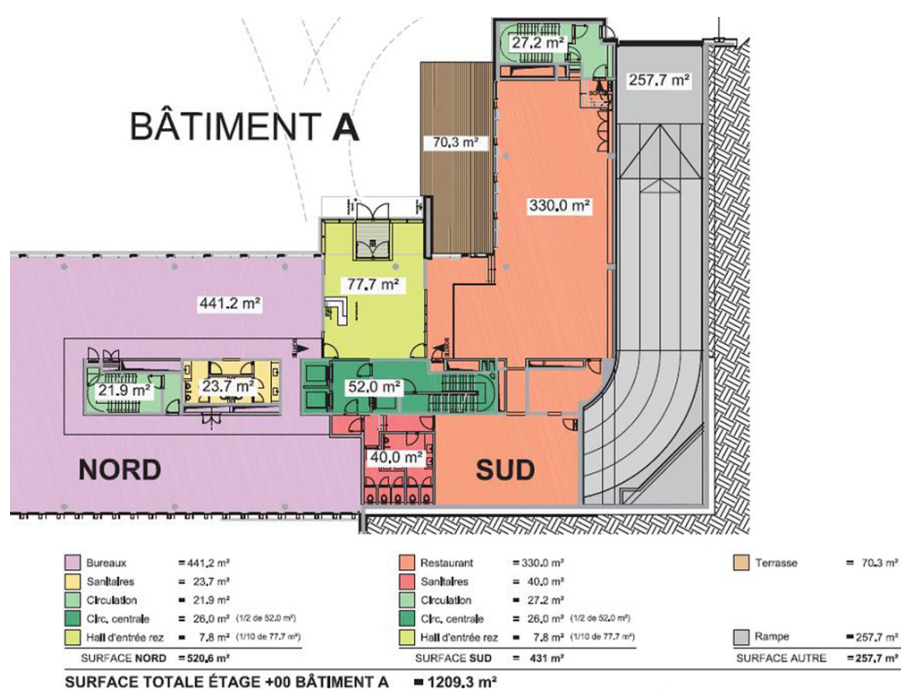 27.2 m²
257.7 m²
BÂTIMENT A
70.3 m²
330.0 m²
77.7 m²
441.2 m²
21.9 m²
23.7 m²
52.0 m²
40.0 m²
NORD
SUD
Bureaux = 441.2 m²
Sanitaires = 23.7 m²
Circulation = 21.9 m²
Circ. centrale = 26.0 m² (1/2 de 52.0 m²)
Hall d'entrée rez = 7.8 m² (1/10 de 77.7 m²)
SURFACE NORD = 520.6 m²
Restaurant = 330.0 m²
Sanitaires = 40.0 m²
Circulation = 27.2 m²
Circ. centrale = 26.0 m² (1/2 de 52.0 m²)
Hall d'entrée rez = 7.8 m² (1/10 de 77.7 m²)
SURFACE SUD = 431 m²
Terrasse = 70.3 m²
Rampe = 257.7 m²
SURFACE AUTRE = 257.7 m²
SURFACE TOTALE ÉTAGE +00 BÂTIMENT A = 1209.3 m²